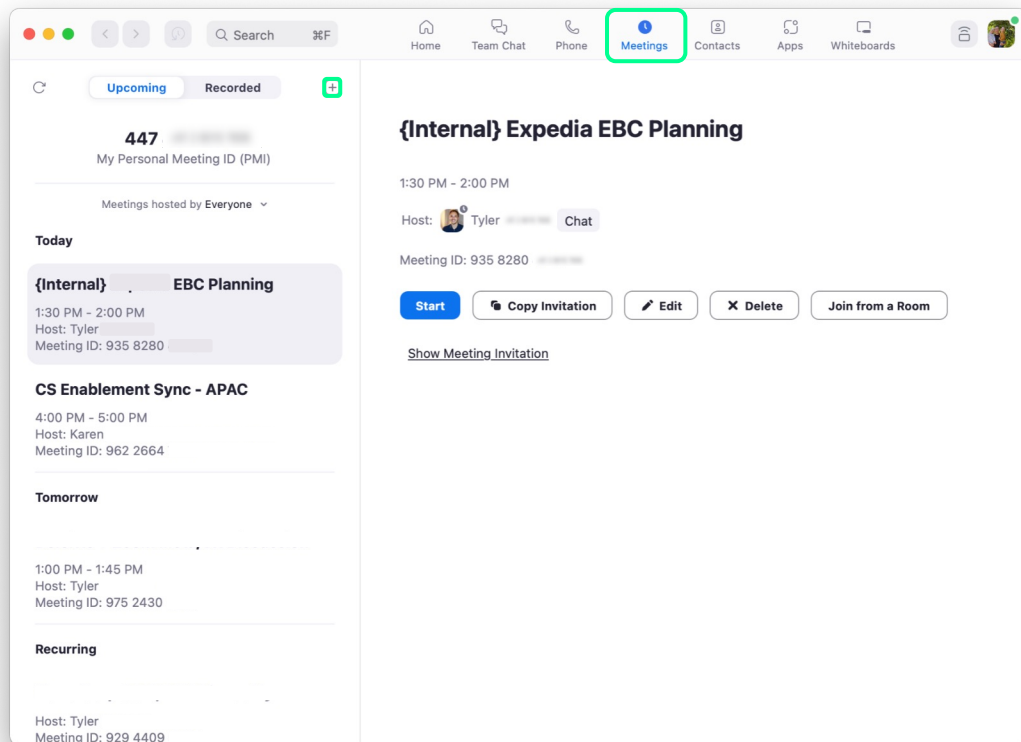 Search ⌘F
Home
Team Chat
Phone
Meetings
Contacts
Apps
Whiteboards
Upcoming
Recorded
447
My Personal Meeting ID (PMI)
Meetings hosted by Everyone
Today
{Internal} EBC Planning
1:30 PM - 2:00 PM
Host: Tyler
Meeting ID: 935 8280
CS Enablement Sync - APAC
4:00 PM - 5:00 PM
Host: Karen
Meeting ID: 962 2664
Tomorrow
1:00 PM - 1:45 PM
Host: Tyler
Meeting ID: 975 2430
Recurring
Host: Tyler
Meeting ID: 929 4409
{Internal} Expedia EBC Planning
1:30 PM - 2:00 PM
Host: Tyler Chat
Meeting ID: 935 8280
Start
Copy Invitation
Edit
Delete
Join from a Room
Show Meeting Invitation